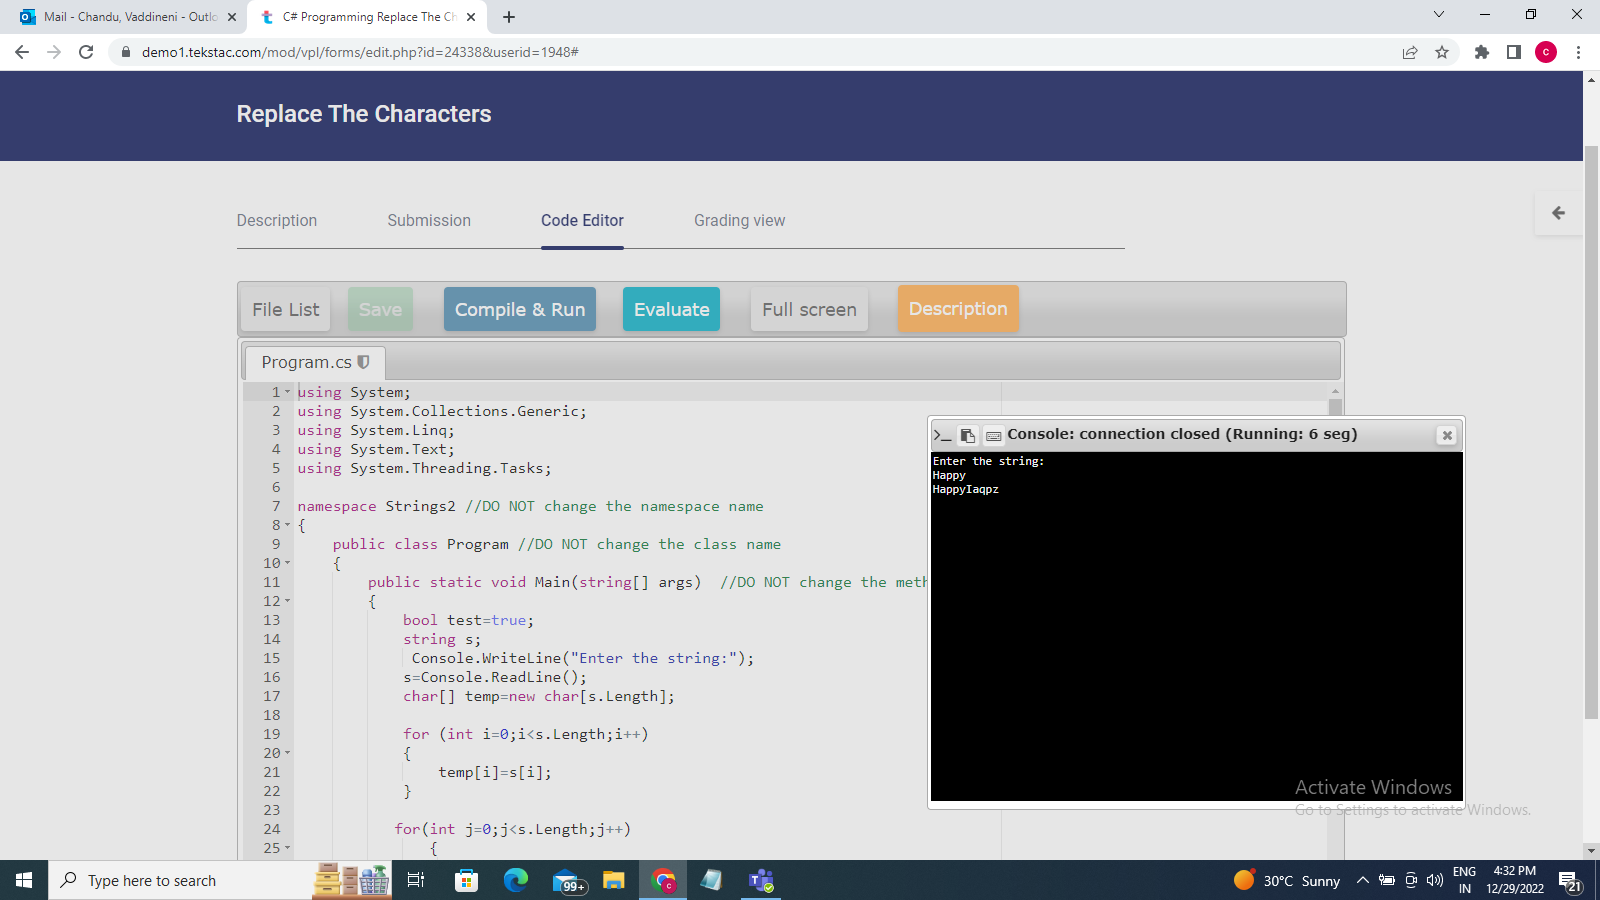 Mail - Chandu, Vaddineni - Outlo
C# Programming Replace The Ch
demo1.tekstac.com/mod/vpl/forms/edit.php?id=24338&userid=1948#
c
Replace The Characters
Description
Submission
Code Editor
Grading view
File List
Save
Compile & Run
Evaluate
Full screen
Description
Program.cs
1 using System;
2 using System.Collections.Generic;
3 using System.Linq;
4 using System.Text;
5 using System.Threading.Tasks;
6
7 namespace Strings2 //DO NOT change the namespace name
8 {
9 public class Program //DO NOT change the class name
10 {
11 public static void Main(string[] args) //DO NOT change the meth
12 {
13 bool test=true;
14 string s;
15 Console.WriteLine("Enter the string:");
16 s=Console.ReadLine();
17 char[] temp=new char[s.Length];
18
19 for (int i=0;i<s.Length;i++)
20 {
21 temp[i]=s[i];
22 }
23
24 for(int j=0;j<s.Length;j++)
25 {
Console: connection closed (Running: 6 seg)
Enter the string:
Happy
HappyIaqpz
Activate Windows
Go to Settings to activate Windows.
Type here to search
99+
c
30°C Sunny
ENG
IN
4:32 PM
12/29/2022
21